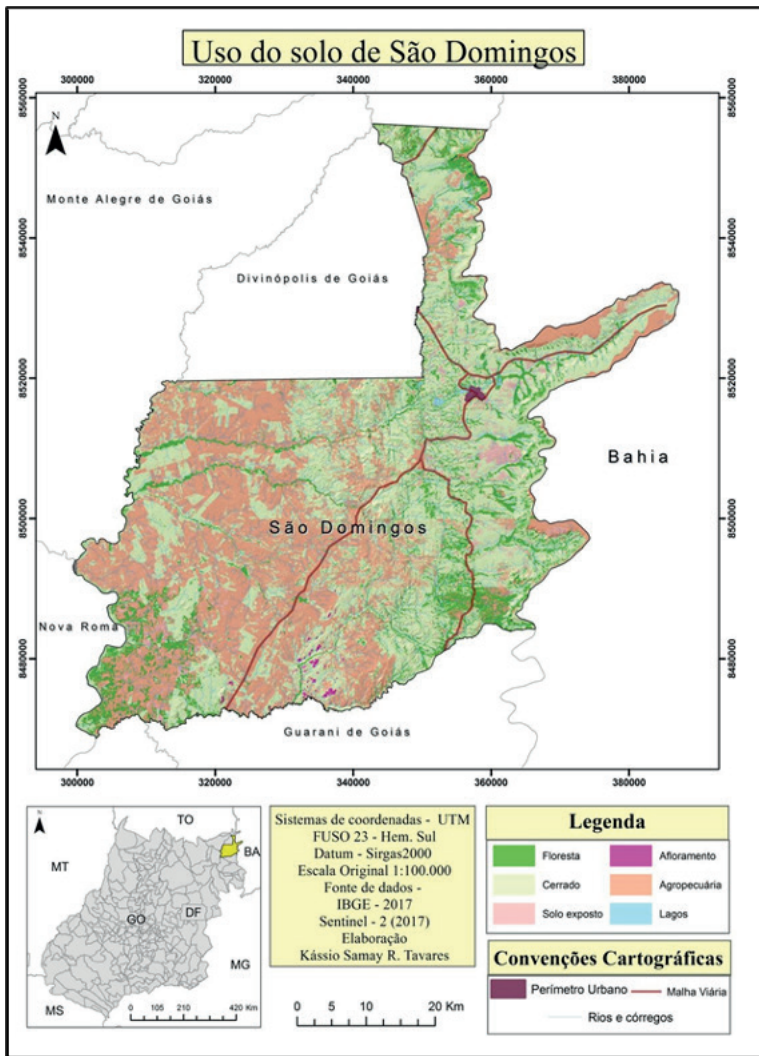 Uso do solo de São Domingos
300000 320000 340000 360000 380000
8560000 8560000
N
Monte Alegre de Goiás
8540000 8540000
Divinópolis de Goiás
8520000 8520000
Bahia
São Domingos
8500000 8500000
Nova Roma
8480000 8480000
Guarani de Goiás
300000 320000 340000 360000 380000
N
TO
BA
MT
GO
DF
MG
MS
0 105 210 420 Km
Sistemas de coordenadas - UTM
FUSO 23 - Hem. Sul
Datum - Sirgas2000
Escala Original 1:100.000
Fonte de dados -
IBGE - 2017
Sentinel - 2 (2017)
Elaboração
Kássio Samay R. Tavares
0 5 10 20 Km
Legenda
Floresta Afloramento
Cerrado Agropecuária
Solo exposto Lagos
Convenções Cartográficas
Perímetro Urbano Malha Viária
Rios e córregos